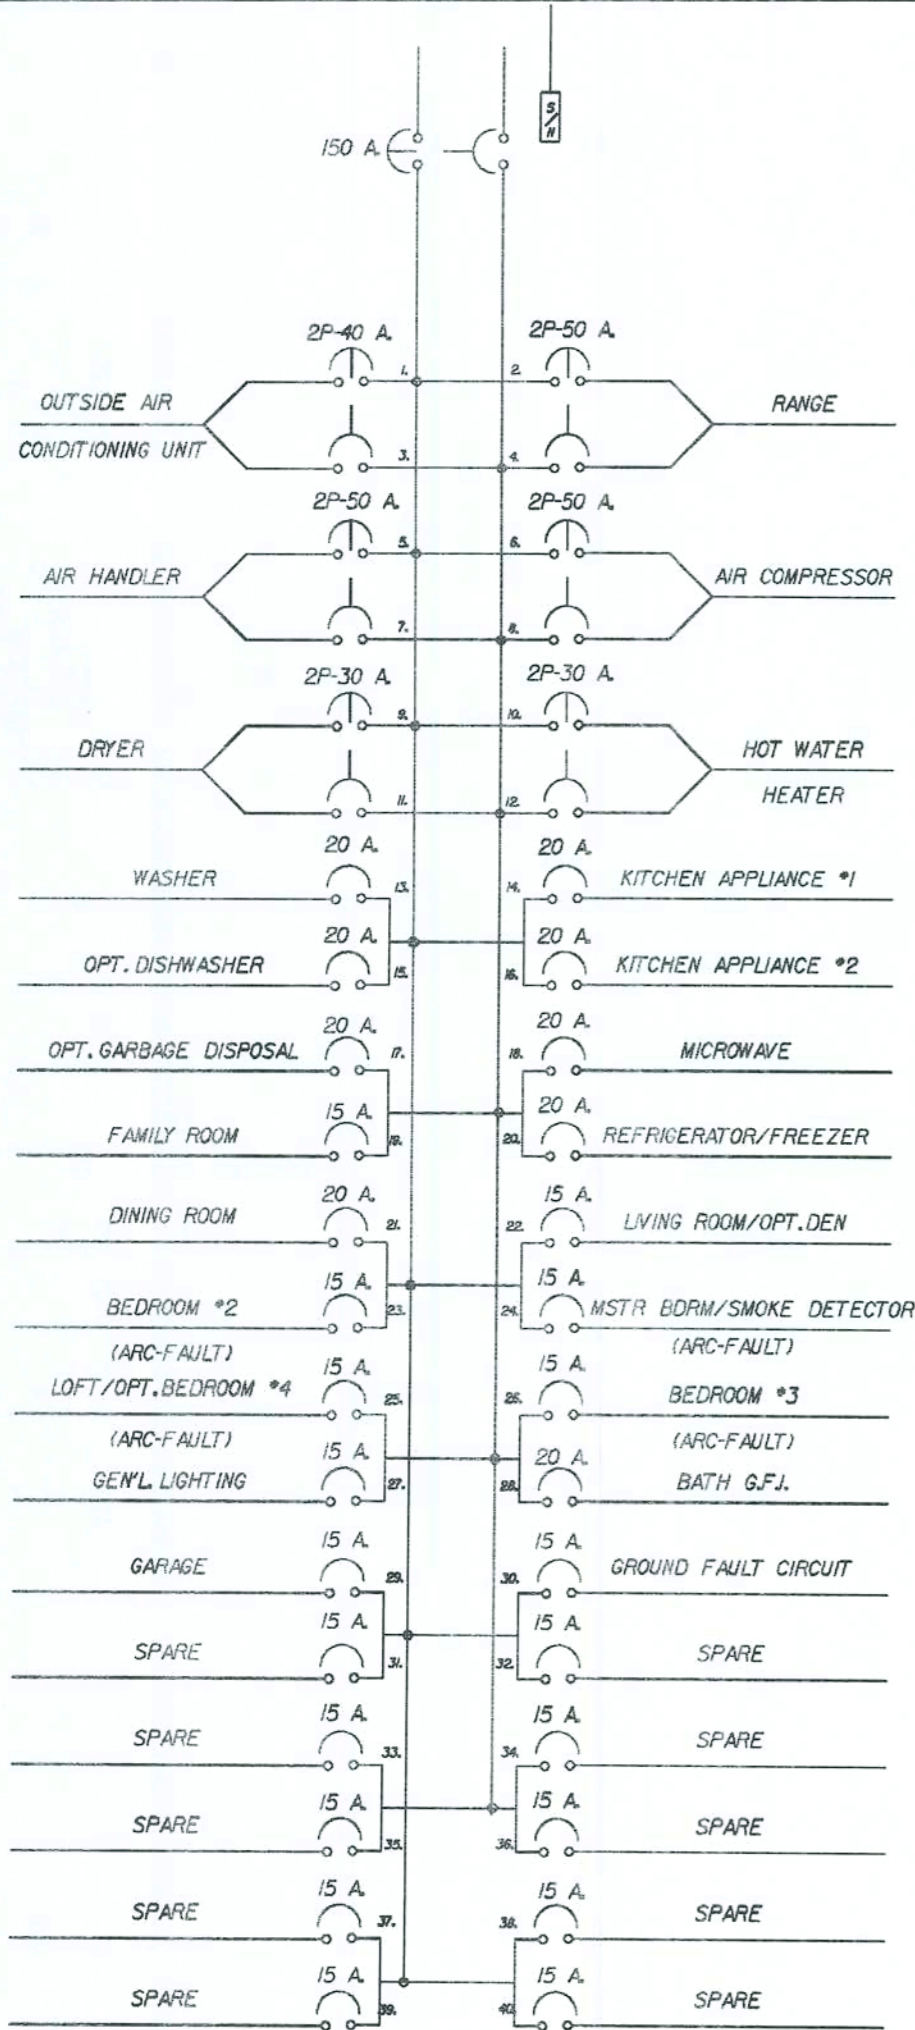 S/N
150 A.
2P-40 A. 2P-50 A.
1. 2.
OUTSIDE AIR RANGE
CONDITIONING UNIT 3. 4.
2P-50 A. 2P-50 A.
5. 6.
AIR HANDLER AIR COMPRESSOR
7. 8.
2P-30 A. 2P-30 A.
9. 10.
DRYER HOT WATER
HEATER
11. 12.
20 A. 20 A.
WASHER 13. 14. KITCHEN APPLIANCE #1
20 A. 20 A.
OPT. DISHWASHER 15. 16. KITCHEN APPLIANCE #2
20 A. 20 A.
OPT. GARBAGE DISPOSAL 17. 18. MICROWAVE
15 A. 20 A.
FAMILY ROOM 19. 20. REFRIGERATOR/FREEZER
20 A. 15 A.
DINING ROOM 21. 22. LIVING ROOM/OPT. DEN
15 A. 15 A.
BEDROOM #2 23. 24. MSTR BDRM/SMOKE DETECTOR
(ARC-FAULT) (ARC-FAULT)
15 A. 15 A.
LOFT/OPT. BEDROOM #4 25. 26. BEDROOM #3
(ARC-FAULT) (ARC-FAULT)
15 A. 20 A.
GEN'L. LIGHTING 27. 28. BATH G.F.I.
15 A. 15 A.
GARAGE 29. 30. GROUND FAULT CIRCUIT
15 A. 15 A.
SPARE 31. 32. SPARE
15 A. 15 A.
SPARE 33. 34. SPARE
15 A. 15 A.
SPARE 35. 36. SPARE
15 A. 15 A.
SPARE 37. 38. SPARE
15 A. 15 A.
SPARE 39. 40. SPARE